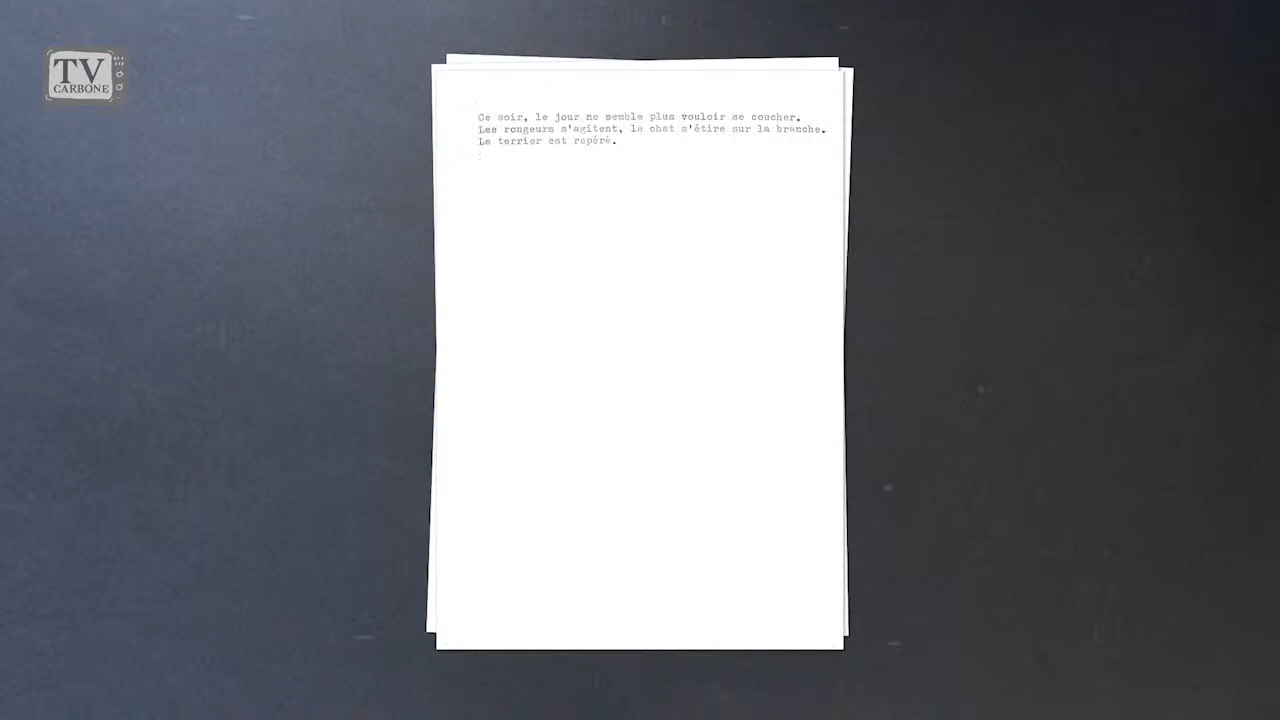 TV
CARBONE
Ce soir, le jour ne semble plus vouloir se coucher.
Les rongeurs s'agitent, le chat s'étire sur la branche.
Le terrier est repéré.